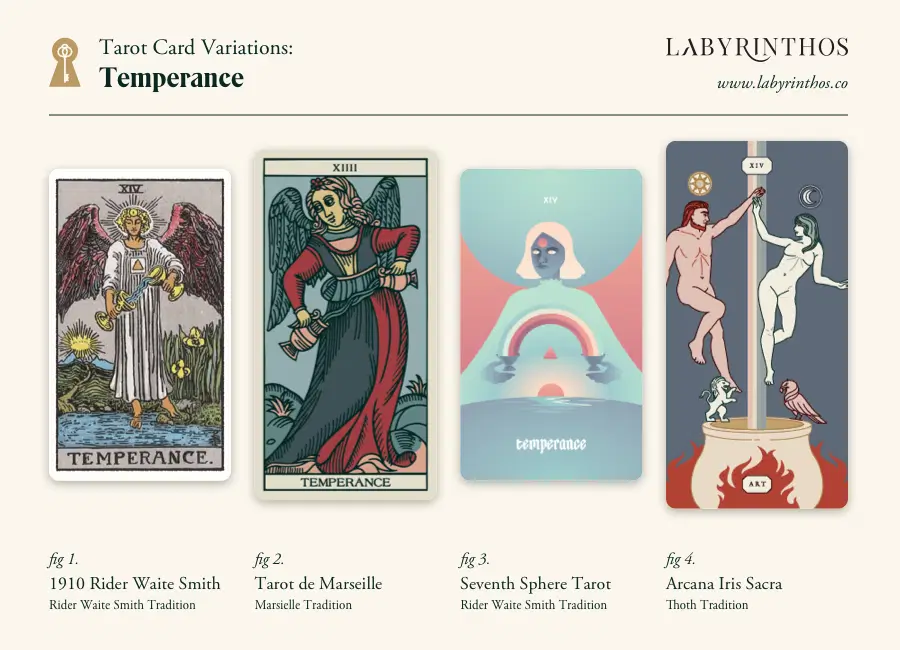 Tarot Card Variations:
Temperance
LABYRINTHOS
www.labyrinthos.co
XIV
TEMPERANCE.
XIIII
TEMPERANCE
XIV
temperance
XIV
ART
fig 1.
1910 Rider Waite Smith
Rider Waite Smith Tradition
fig 2.
Tarot de Marseille
Marsielle Tradition
fig 3.
Seventh Sphere Tarot
Rider Waite Smith Tradition
fig 4.
Arcana Iris Sacra
Thoth Tradition